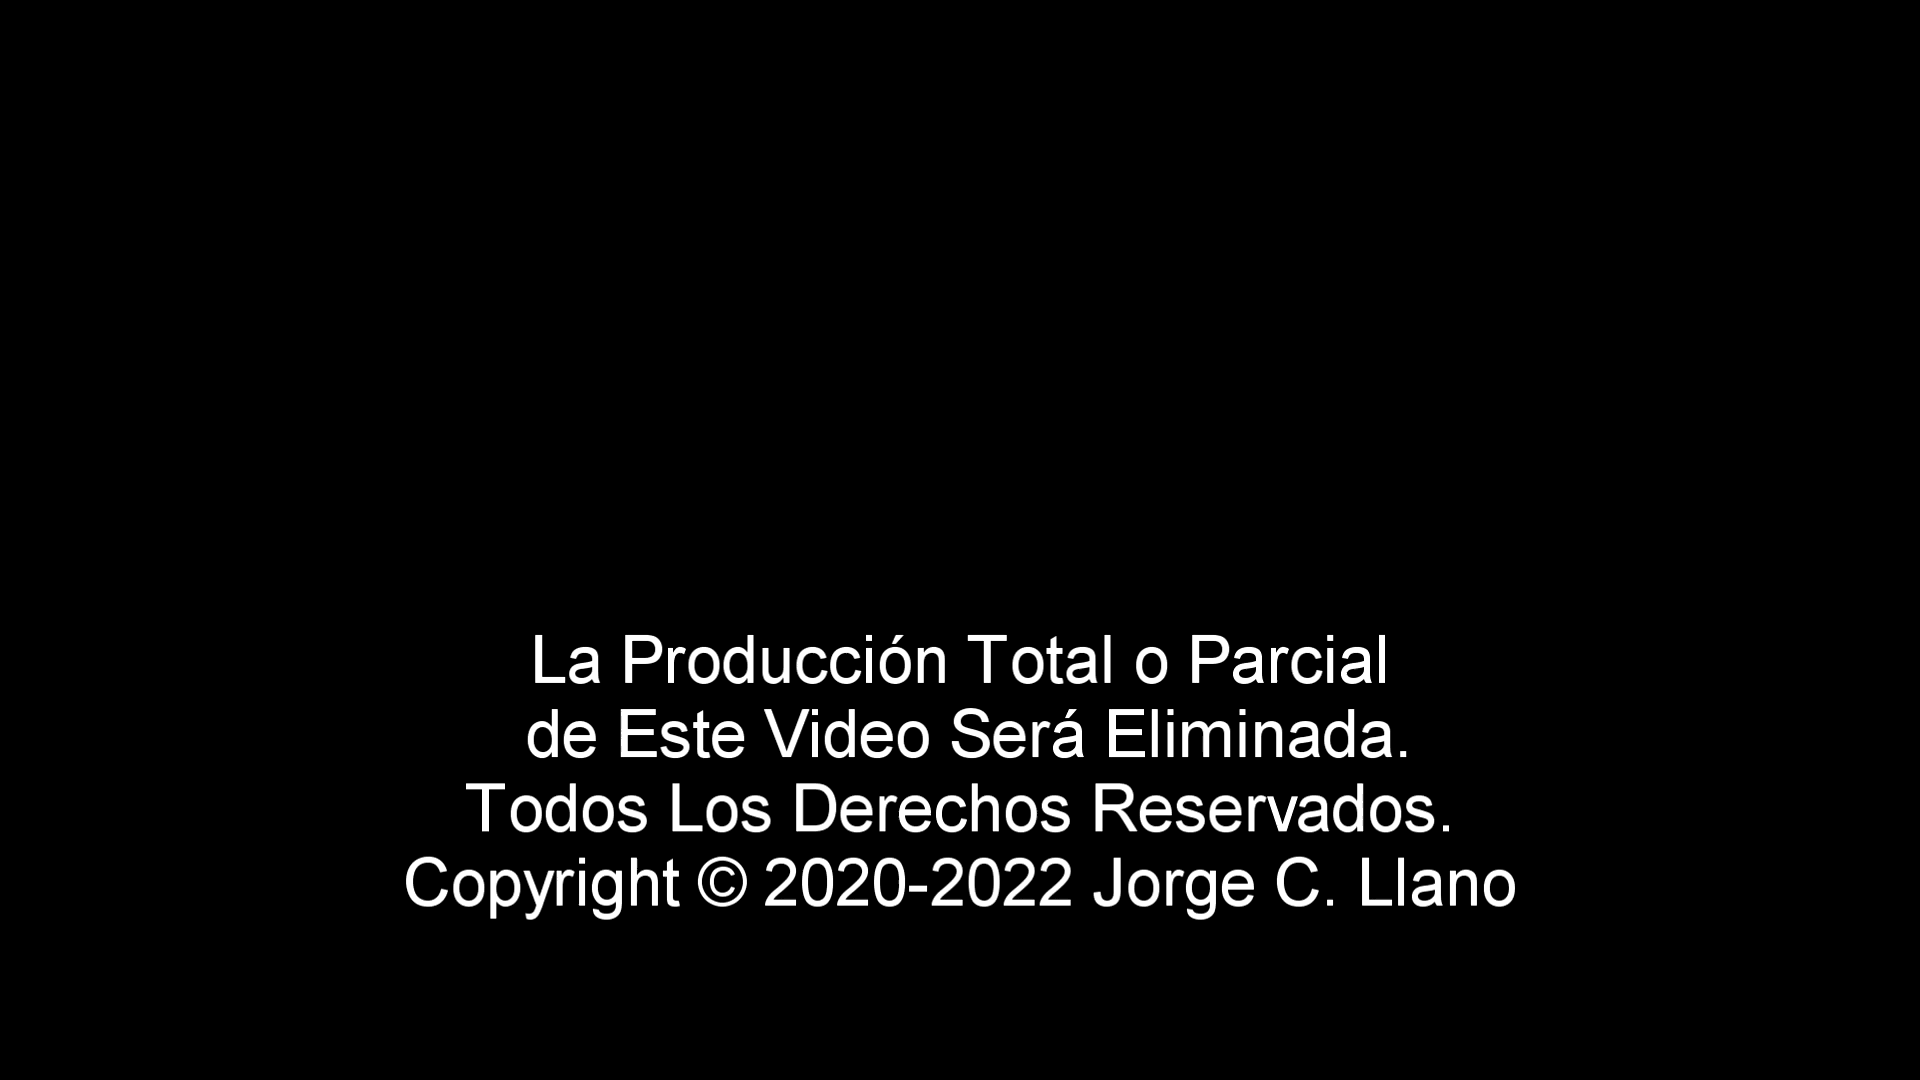 La Producción Total o Parcial
de Este Video Será Eliminada.
Todos Los Derechos Reservados.
Copyright © 2020-2022 Jorge C. Llano